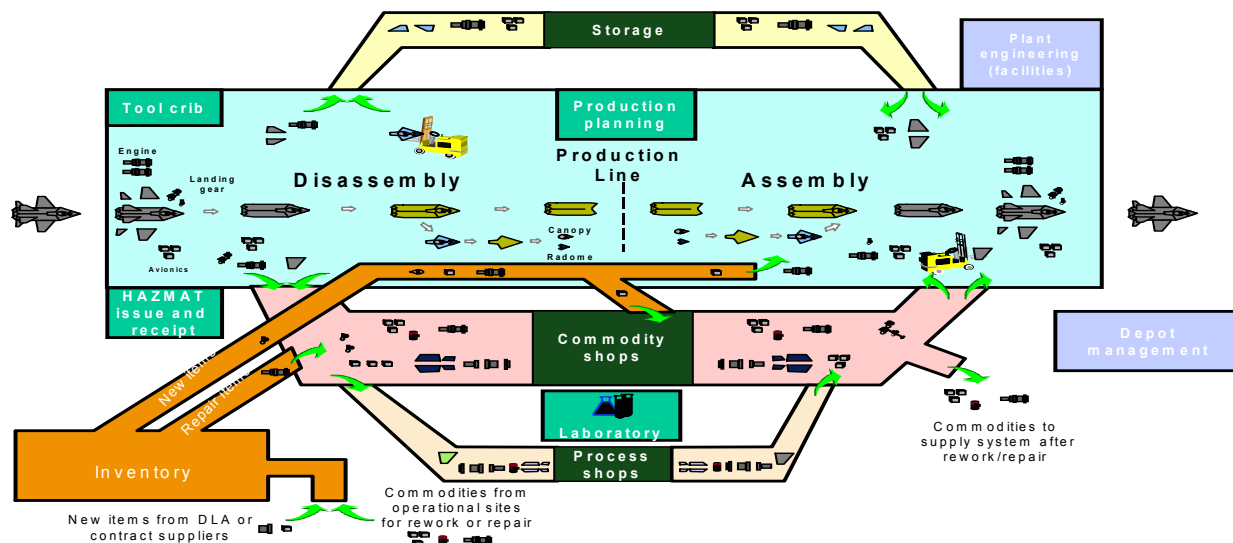 Storage
Plant
engineering
(facilities)
Tool crib
Production
planning
Engine
Landing
gear
Disassembly
Production
Line
Assembly
Canopy
Radome
Avionics
HAZMAT
issue and
receipt
New items
Repair items
Commodity
shops
Depot
management
Laboratory
Process
shops
Inventory
Commodities to
supply system after
rework/repair
New items from DLA or
contract suppliers
Commodities from
operational sites
for rework or repair